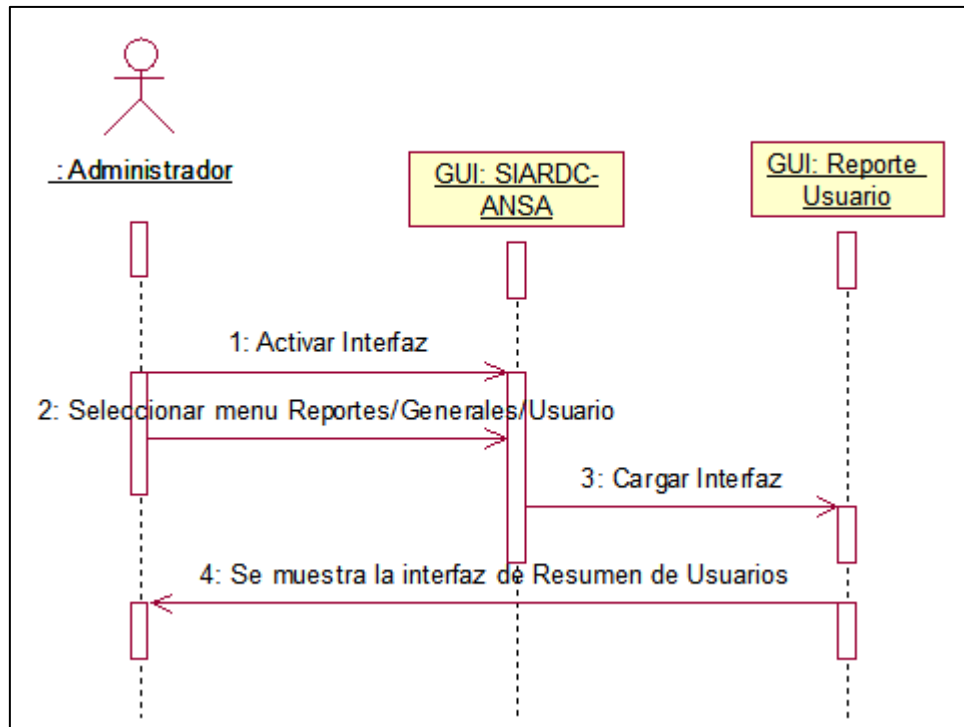 : Administrador
GUI: SIARDC-
ANSA
GUI: Reporte
Usuario
1: Activar Interfaz
2: Seleccionar menu Reportes/Generales/Usuario
3: Cargar Interfaz
4: Se muestra la interfaz de Resumen de Usuarios